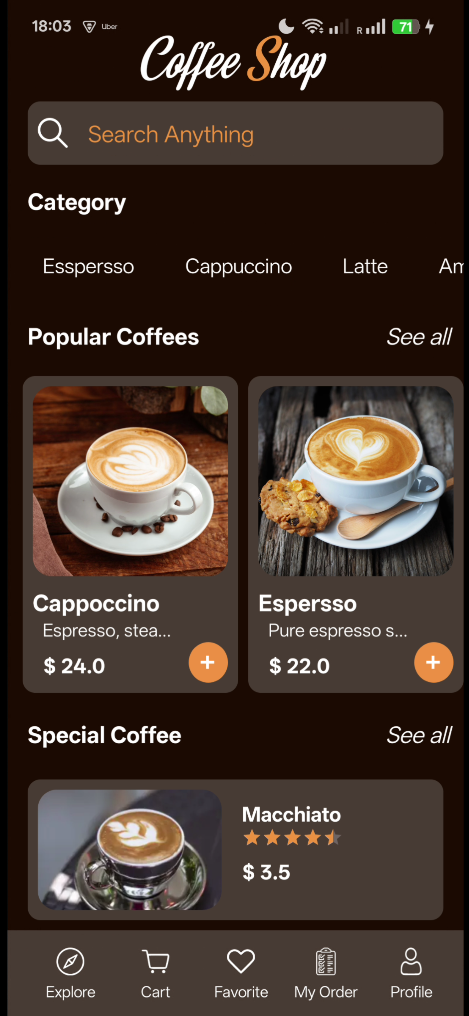 18:03 Uber R 71
Coffee Shop
Search Anything
Category
Esspersso Cappuccino Latte Am
Popular Coffees See all
Cappoccino Espersso
Espresso, stea... Pure espresso s...
$ 24.0 + $ 22.0 +
Special Coffee See all
Macchiato
$ 3.5
Explore Cart Favorite My Order Profile